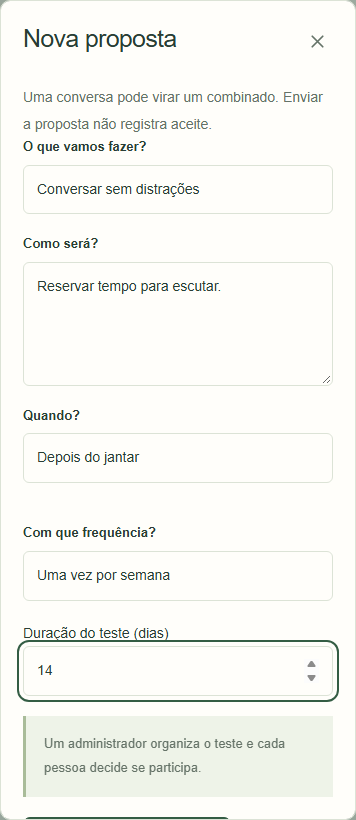 Nova proposta
Uma conversa pode virar um combinado. Enviar
a proposta não registra aceite.
O que vamos fazer?
Conversar sem distrações
Como será?
Reservar tempo para escutar.
Quando?
Depois do jantar
Com que frequência?
Uma vez por semana
Duração do teste (dias)
14
Um administrador organiza o teste e cada
pessoa decide se participa.